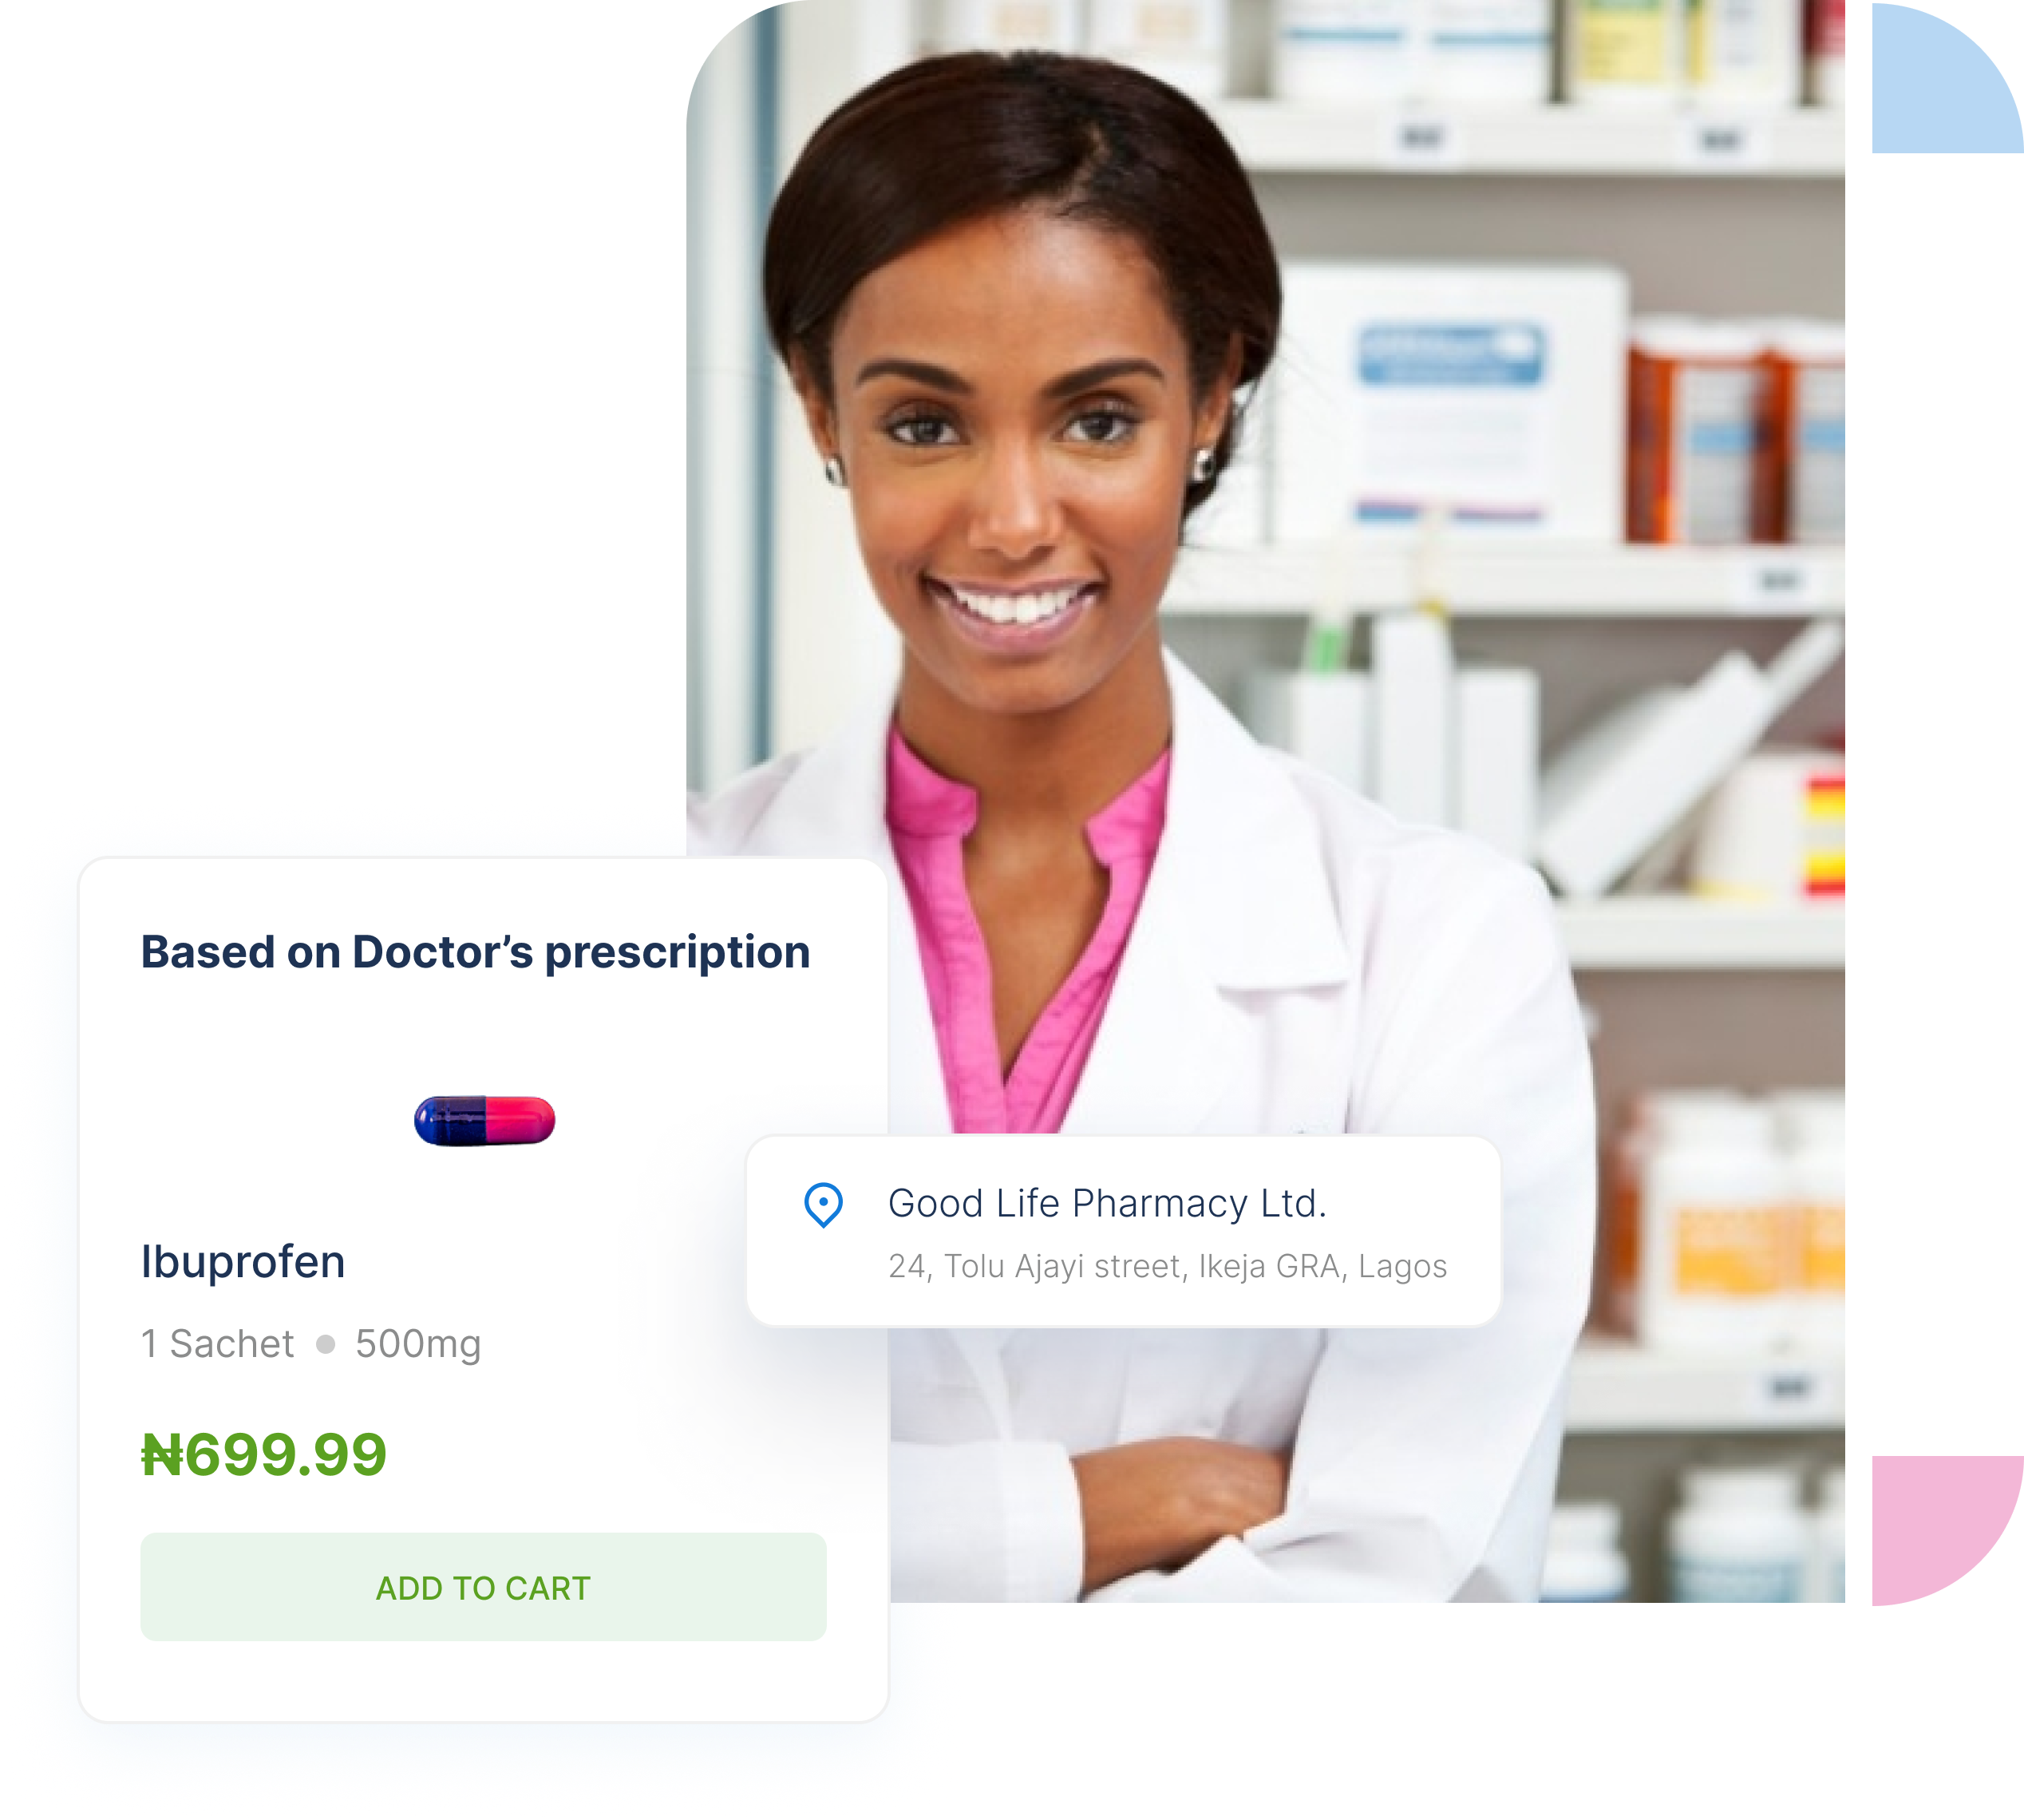 Based on Doctor’s prescription
Ibuprofen
1 Sachet ● 500mg
₦699.99
ADD TO CART
Good Life Pharmacy Ltd.
24, Tolu Ajayi street, Ikeja GRA, Lagos